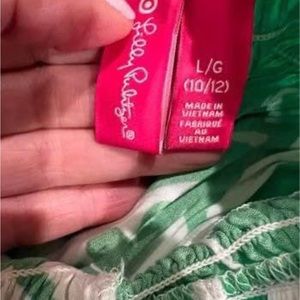 Lilly Pulitzer®
L/G
(10/12)
MADE IN
VIETNAM
FABRIQUÉ
AU
VIETNAM